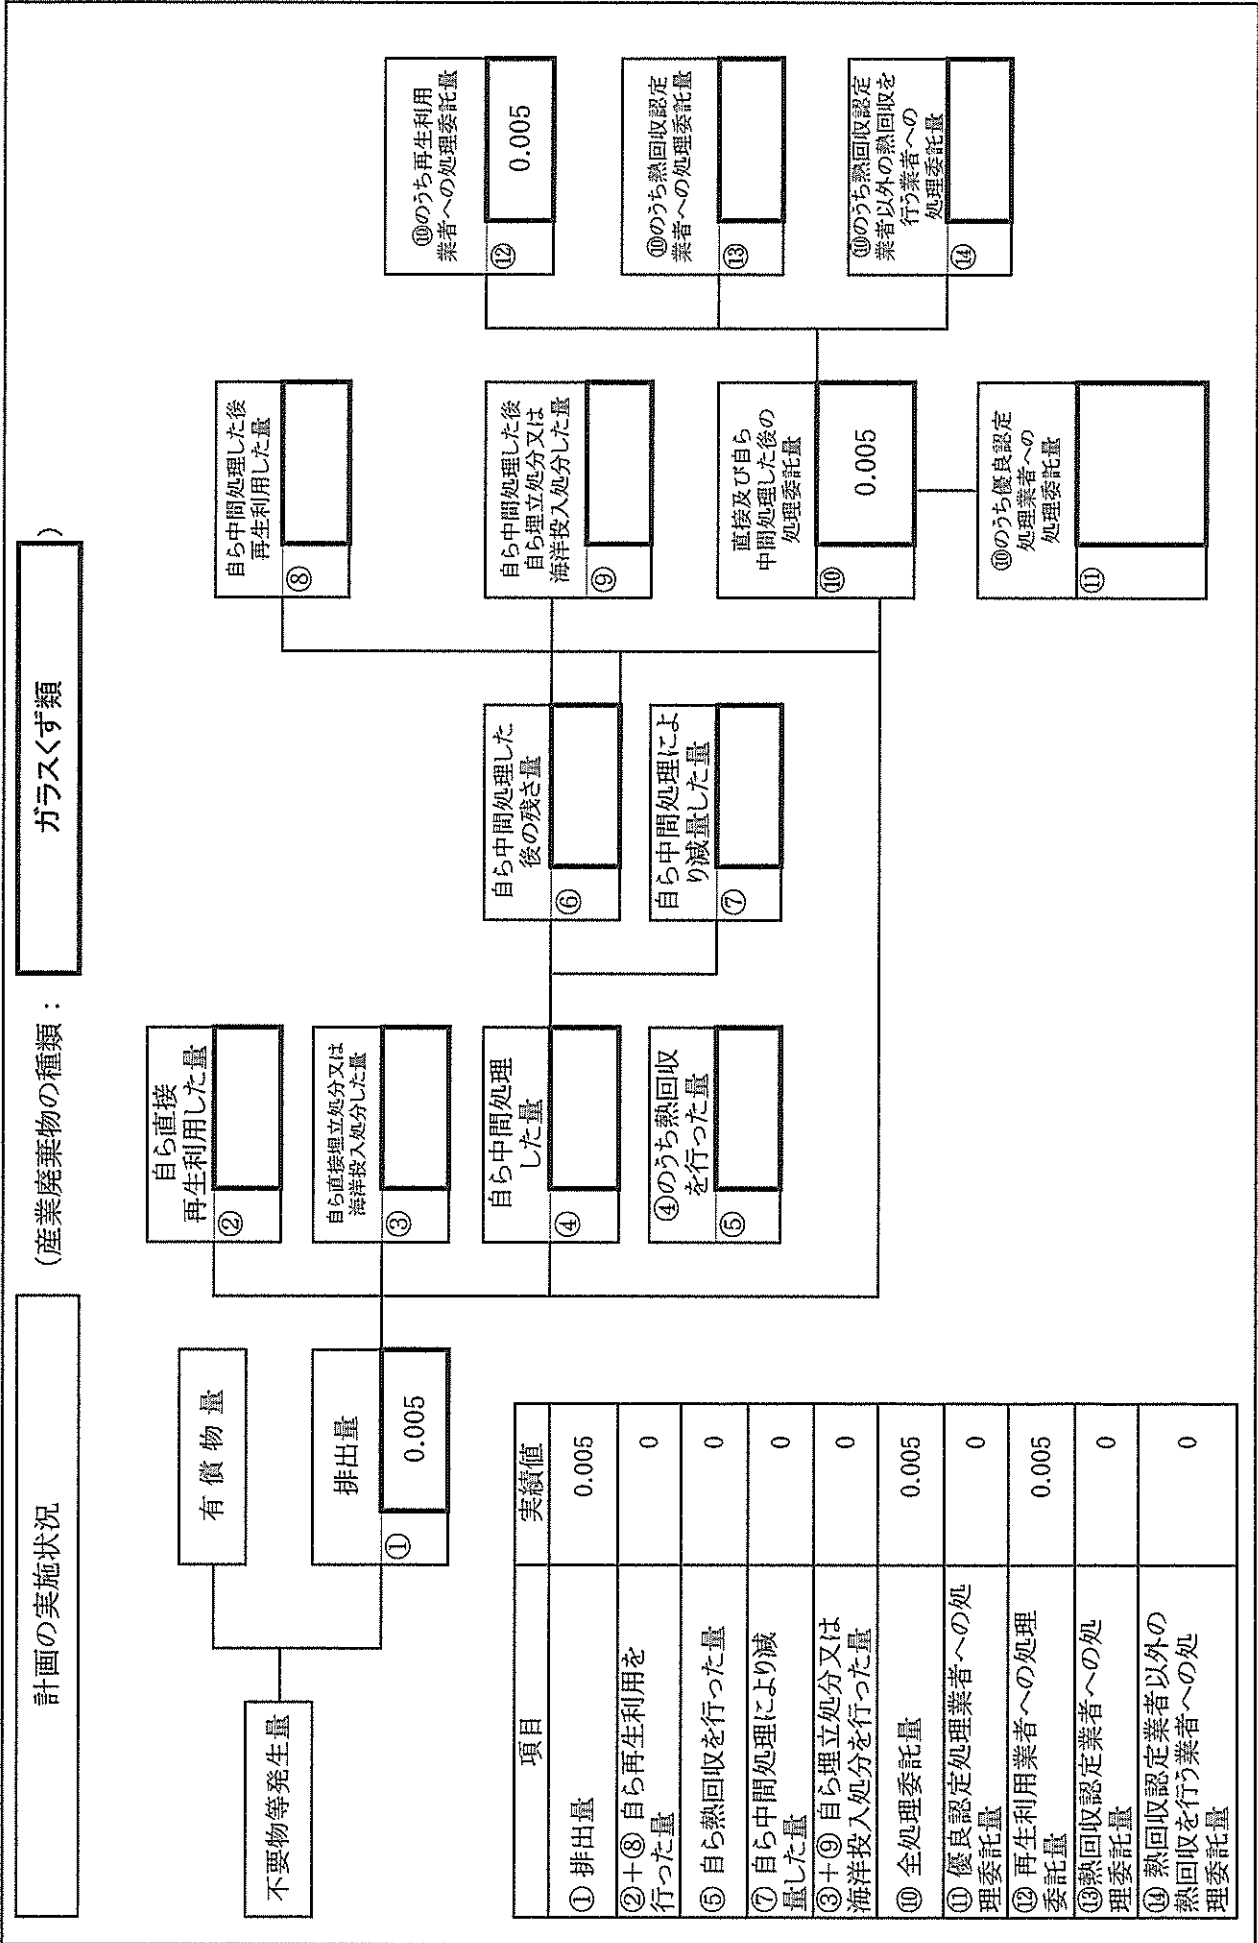 計画の実施状況
(産業廃棄物の種類：
ガラスくず類
)
不要物等発生量
有償物量
排出量
①
0.005
自ら直接
再生利用した量
②
自ら直接埋立処分又は
海洋投入処分した量
③
自ら中間処理
した量
④
④のうち熱回収
を行った量
⑤
自ら中間処理した
後の残さ量
⑥
自ら中間処理によ
り減量した量
⑦
自ら中間処理した後
再生利用した量
⑧
自ら中間処理した後
自ら埋立処分又は
海洋投入処分した量
⑨
直接及び自ら
中間処理した後の
処理委託量
⑩
0.005
⑩のうち優良認定
処理業者への
処理委託量
⑪
⑩のうち再生利用
業者への処理委託量
⑫
0.005
⑩のうち熱回収認定
業者への処理委託量
⑬
⑩のうち熱回収認定
業者以外の熱回収を
行う業者への
処理委託量
⑭
項目 実績値
①排出量 0.005
②+⑧ 自ら再生利用を
行った量 0
⑤ 自ら熱回収を行った量 0
⑦ 自ら中間処理により減
量した量 0
③+⑨ 自ら埋立処分又は
海洋投入処分を行った量 0
⑩ 全処理委託量 0.005
⑪ 優良認定処理業者への処
理委託量 0
⑫ 再生利用業者への処理
委託量 0.005
⑬熱回収認定業者への処
理委託量 0
⑭ 熱回収認定業者以外の
熱回収を行う業者への処
理委託量 0